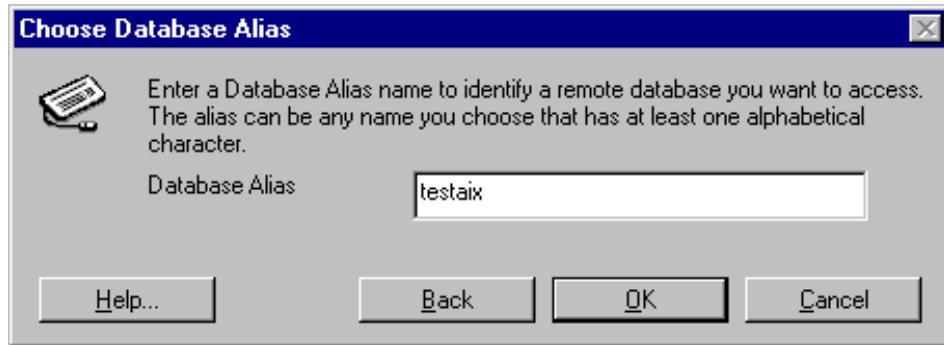 Choose Database Alias
Enter a Database Alias name to identify a remote database you want to access.
The alias can be any name you choose that has at least one alphabetical
character.
Database Alias
testaix
Help...
Back
OK
Cancel